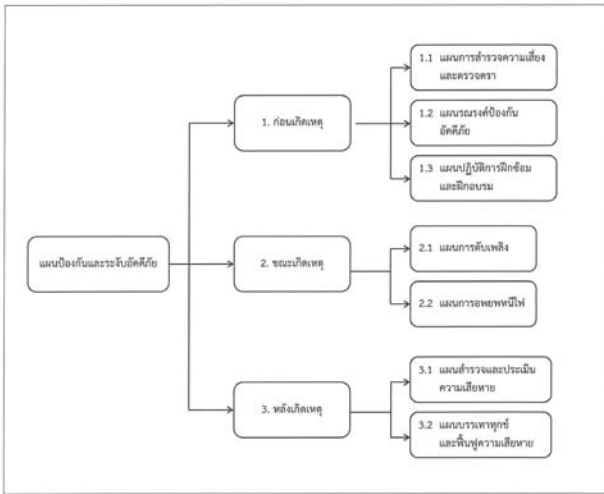 แผนป้องกันและระงับอัคคีภัย
1. ก่อนเกิดเหตุ
1.1 แผนการสำรวจความเสี่ยง
และตรวจตรา
1.2 แผนรณรงค์ป้องกัน
อัคคีภัย
1.3 แผนปฏิบัติการฝึกซ้อม
และฝึกอบรม
2. ขณะเกิดเหตุ
2.1 แผนการดับเพลิง
2.2 แผนการอพยพหนีไฟ
3. หลังเกิดเหตุ
3.1 แผนสำรวจและประเมิน
ความเสียหาย
3.2 แผนบรรเทาทุกข์
และฟื้นฟูความเสียหาย